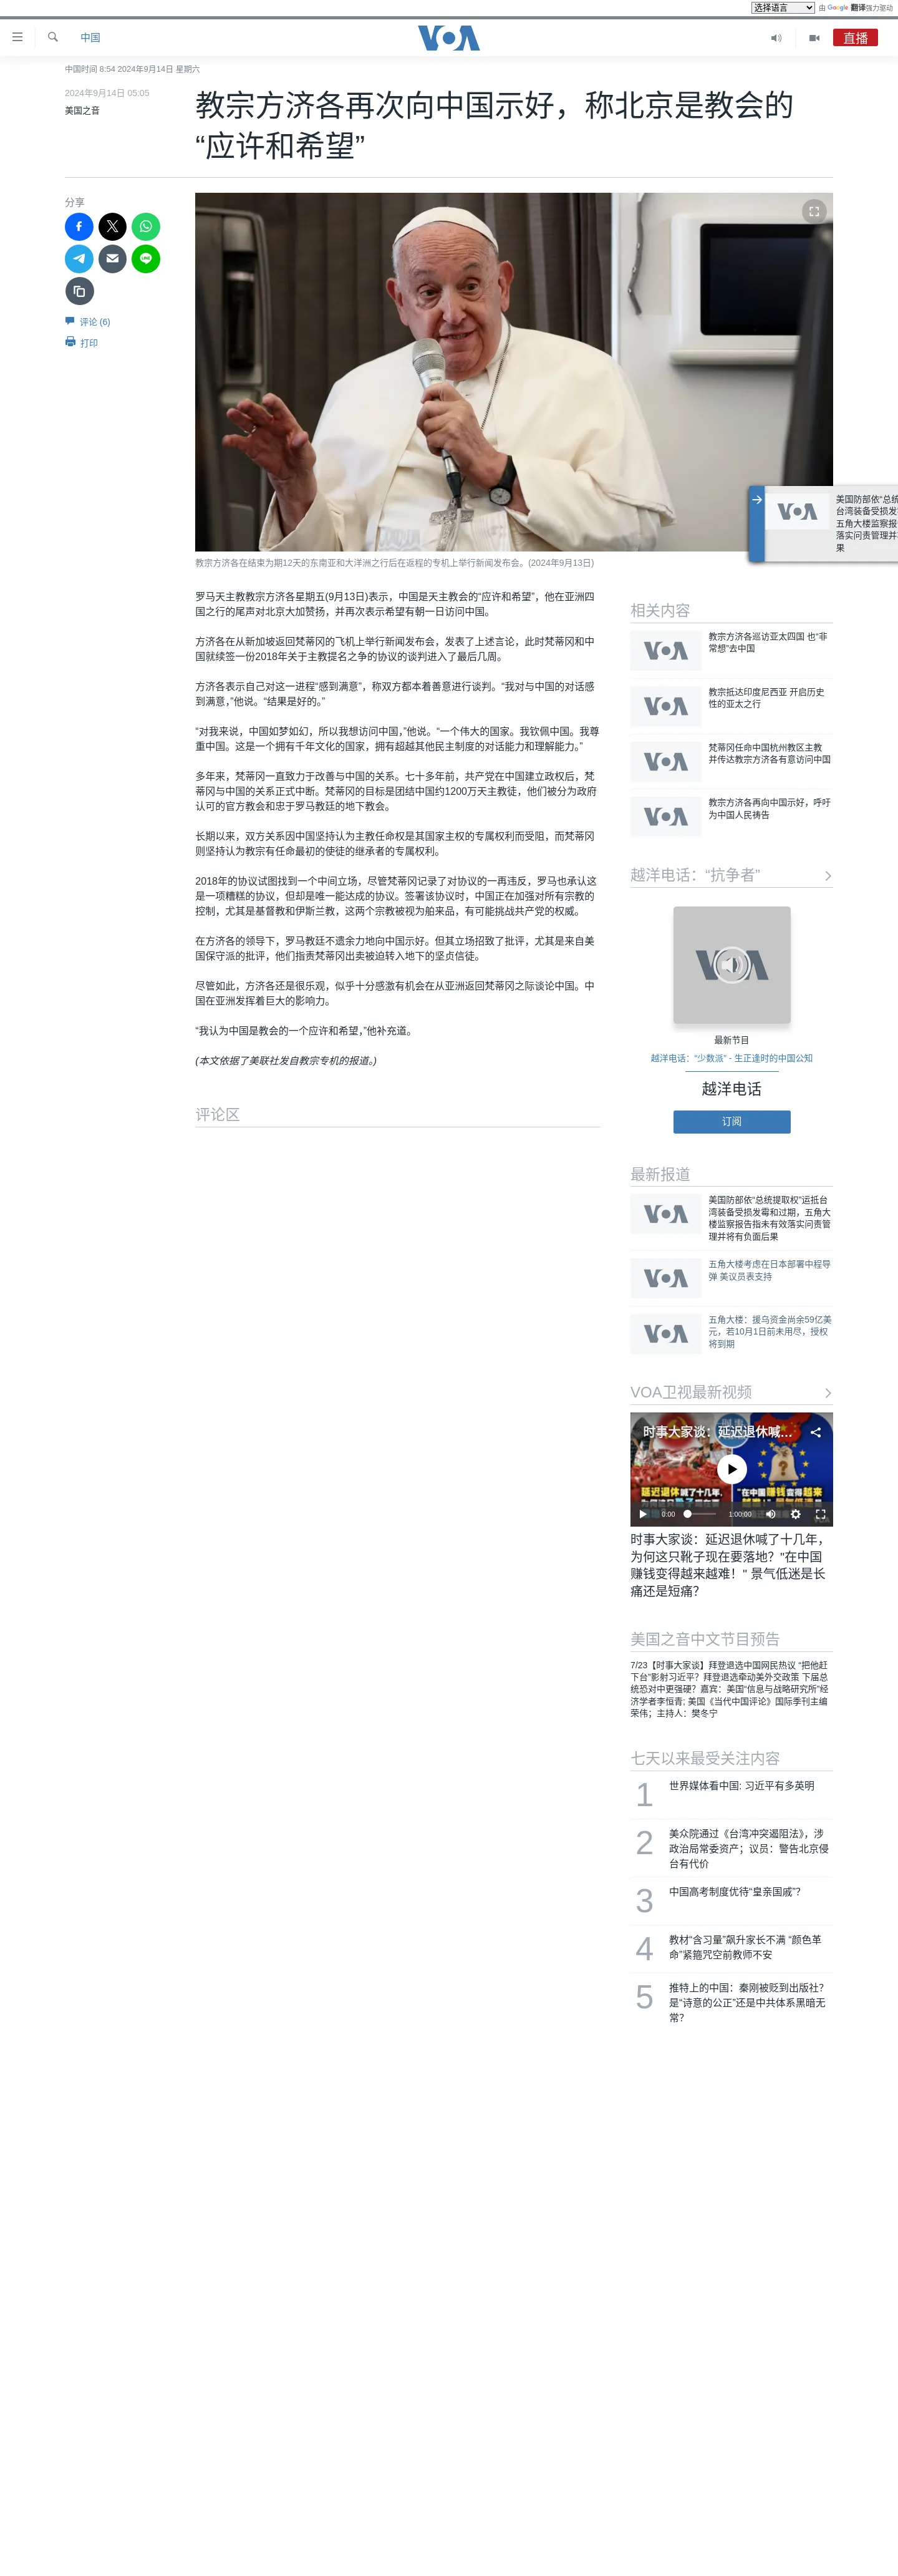 选择语言
由 Google 翻译强力驱动
中国
VOA
直播
中国时间 8:54 2024年9月14日 星期六
2024年9月14日 05:05
美国之音
教宗方济各再次向中国示好，称北京是教会的
“应许和希望”
分享
LINE
评论 (6)
打印
教宗方济各在结束为期12天的东南亚和大洋洲之行后在返程的专机上举行新闻发布会。(2024年9月13日)
VOA
美国防部依“总统
台湾装备受损发
五角大楼监察报
落实问责管理并
果
罗马天主教教宗方济各星期五(9月13日)表示，中国是天主教会的“应许和希望”，他在亚洲四
国之行的尾声对北京大加赞扬，并再次表示希望有朝一日访问中国。
方济各在从新加坡返回梵蒂冈的飞机上举行新闻发布会，发表了上述言论，此时梵蒂冈和中
国就续签一份2018年关于主教提名之争的协议的谈判进入了最后几周。
方济各表示自己对这一进程“感到满意”，称双方都本着善意进行谈判。“我对与中国的对话感
到满意，”他说。“结果是好的。”
“对我来说，中国如梦如幻，所以我想访问中国，”他说。“一个伟大的国家。我钦佩中国。我尊
重中国。这是一个拥有千年文化的国家，拥有超越其他民主制度的对话能力和理解能力。”
多年来，梵蒂冈一直致力于改善与中国的关系。七十多年前，共产党在中国建立政权后，梵
蒂冈与中国的关系正式中断。梵蒂冈的目标是团结中国约1200万天主教徒，他们被分为政府
认可的官方教会和忠于罗马教廷的地下教会。
长期以来，双方关系因中国坚持认为主教任命权是其国家主权的专属权利而受阻，而梵蒂冈
则坚持认为教宗有任命最初的使徒的继承者的专属权利。
2018年的协议试图找到一个中间立场，尽管梵蒂冈记录了对协议的一再违反，罗马也承认这
是一项糟糕的协议，但却是唯一能达成的协议。签署该协议时，中国正在加强对所有宗教的
控制，尤其是基督教和伊斯兰教，这两个宗教被视为舶来品，有可能挑战共产党的权威。
在方济各的领导下，罗马教廷不遗余力地向中国示好。但其立场招致了批评，尤其是来自美
国保守派的批评，他们指责梵蒂冈出卖被迫转入地下的坚贞信徒。
尽管如此，方济各还是很乐观，似乎十分感激有机会在从亚洲返回梵蒂冈之际谈论中国。中
国在亚洲发挥着巨大的影响力。
“我认为中国是教会的一个应许和希望，”他补充道。
(本文依据了美联社发自教宗专机的报道。)
评论区
相关内容
VOA
教宗方济各巡访亚太四国 也“非
常想”去中国
VOA
教宗抵达印度尼西亚 开启历史
性的亚太之行
VOA
梵蒂冈任命中国杭州教区主教
并传达教宗方济各有意访问中国
VOA
教宗方济各再向中国示好，呼吁
为中国人民祷告
越洋电话：“抗争者”
VOA
最新节目
越洋电话：“少数派” - 生正逢时的中国公知
越洋电话
订阅
最新报道
VOA
美国防部依“总统提取权”运抵台
湾装备受损发霉和过期，五角大
楼监察报告指未有效落实问责管
理并将有负面后果
VOA
五角大楼考虑在日本部署中程导
弹 美议员表支持
VOA
五角大楼：援乌资金尚余59亿美
元，若10月1日前未用尽，授权
将到期
VOA卫视最新视频
时事大家谈：延迟退休喊…
延迟退休喊了十几年，
"在中国赚钱变得越来
0:00
1:00:00
时事大家谈：延迟退休喊了十几年，
为何这只靴子现在要落地？"在中国
赚钱变得越来越难！" 景气低迷是长
痛还是短痛？
美国之音中文节目预告
7/23【时事大家谈】拜登退选中国网民热议 “把他赶
下台”影射习近平？拜登退选牵动美外交政策 下届总
统恐对中更强硬？嘉宾：美国“信息与战略研究所”经
济学者李恒青; 美国《当代中国评论》国际季刊主编
荣伟；主持人：樊冬宁
七天以来最受关注内容
1
世界媒体看中国: 习近平有多英明
2
美众院通过《台湾冲突遏阻法》，涉
政治局常委资产；议员：警告北京侵
台有代价
3
中国高考制度优待“皇亲国戚”？
4
教材“含习量”飙升家长不满 “颜色革
命”紧箍咒空前教师不安
5
推特上的中国：秦刚被贬到出版社？
是“诗意的公正”还是中共体系黑暗无
常？